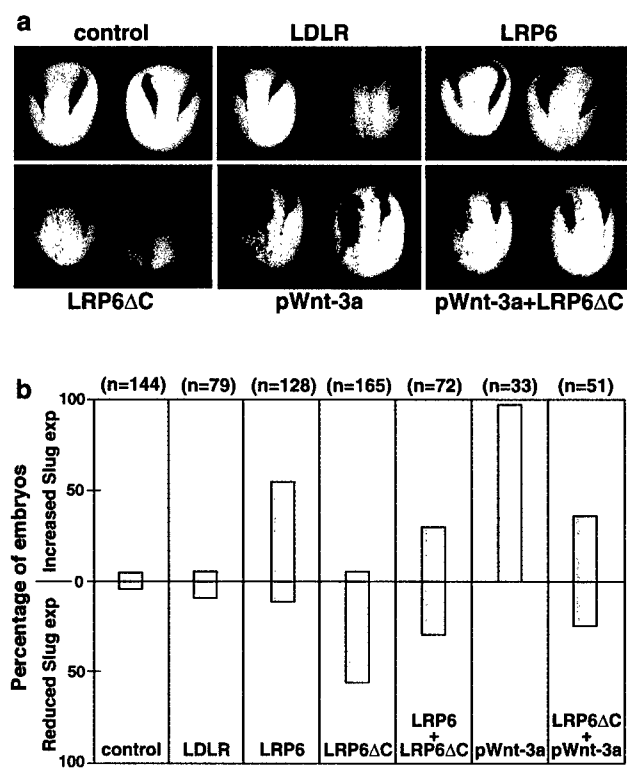 a
control LDLR LRP6
LRP6ΔC pWnt-3a pWnt-3a+LRP6ΔC
b
(n=144) (n=79) (n=128) (n=165) (n=72) (n=33) (n=51)
100
50
0
50
100
Percentage of embryos
Increased Slug exp
Reduced Slug exp
control
LDLR
LRP6
LRP6ΔC
LRP6
+
LRP6ΔC
pWnt-3a
LRP6ΔC
+
pWnt-3a